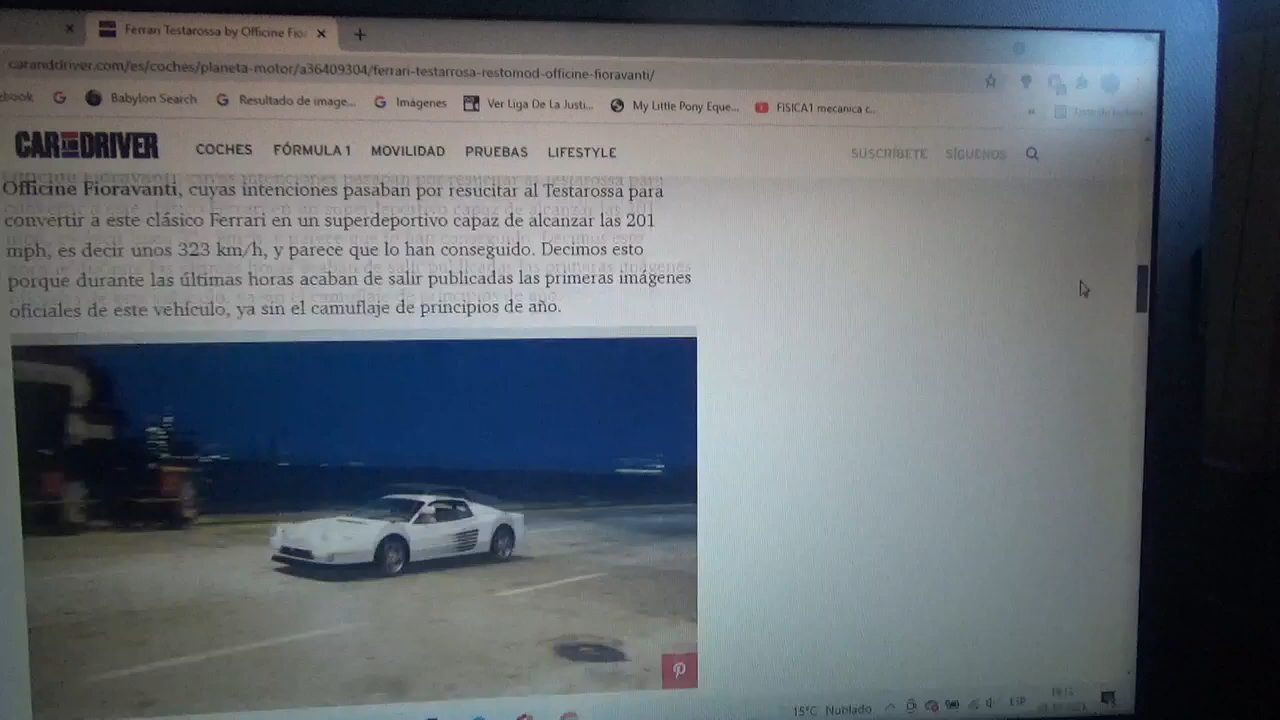 Ferrari Testarossa by Officine Fio
caranddriver.com/es/coches/planeta-motor/a36409304/ferrari-testarrosa-restomod-officine-fioravanti/
ebook
Babylon Search
Resultado de image...
Imágenes
Ver Liga De La Justi...
My Little Pony Eque...
FISICA1 mecanica c...
CAR AND DRIVER
COCHES
FÓRMULA 1
MOVILIDAD
PRUEBAS
LIFESTYLE
SUSCRÍBETE
SÍGUENOS
Officine Fioravanti, cuyas intenciones pasaban por resucitar al Testarossa para
convertir a este clásico Ferrari en un superdeportivo capaz de alcanzar las 201
mph, es decir unos 323 km/h, y parece que lo han conseguido. Decimos esto
porque durante las últimas horas acaban de salir publicadas las primeras imágenes
oficiales de este vehículo, ya sin el camuflaje de principios de año.
15°C Nublado
ESP